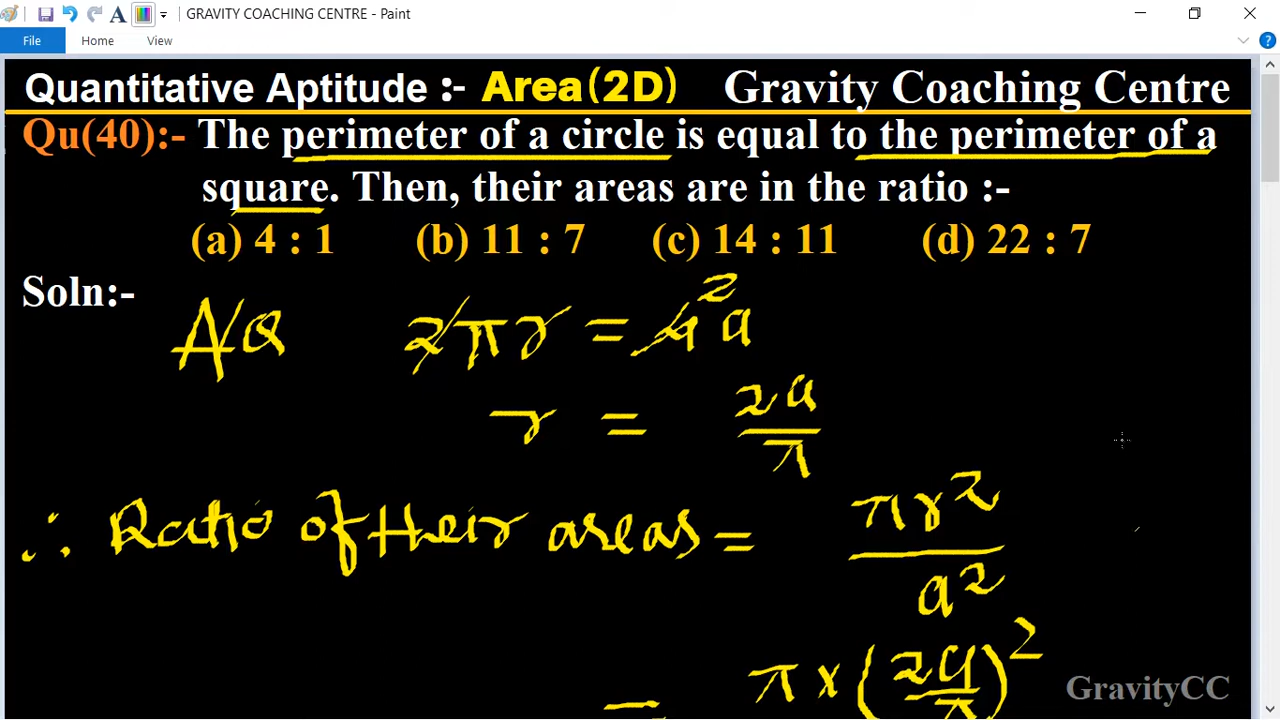 GRAVITY COACHING CENTRE - Paint
File Home View
Quantitative Aptitude :- Area(2D) Gravity Coaching Centre
Qu(40):- The perimeter of a circle is equal to the perimeter of a
square. Then, their areas are in the ratio :-
(a) 4 : 1 (b) 11 : 7 (c) 14 : 11 (d) 22 : 7
Soln:-
A/Q 2πr = 4 2 a
r = 2a/π
∴ Ratio of their areas = πr²/a²
= π × (2a/π)²
GravityCC